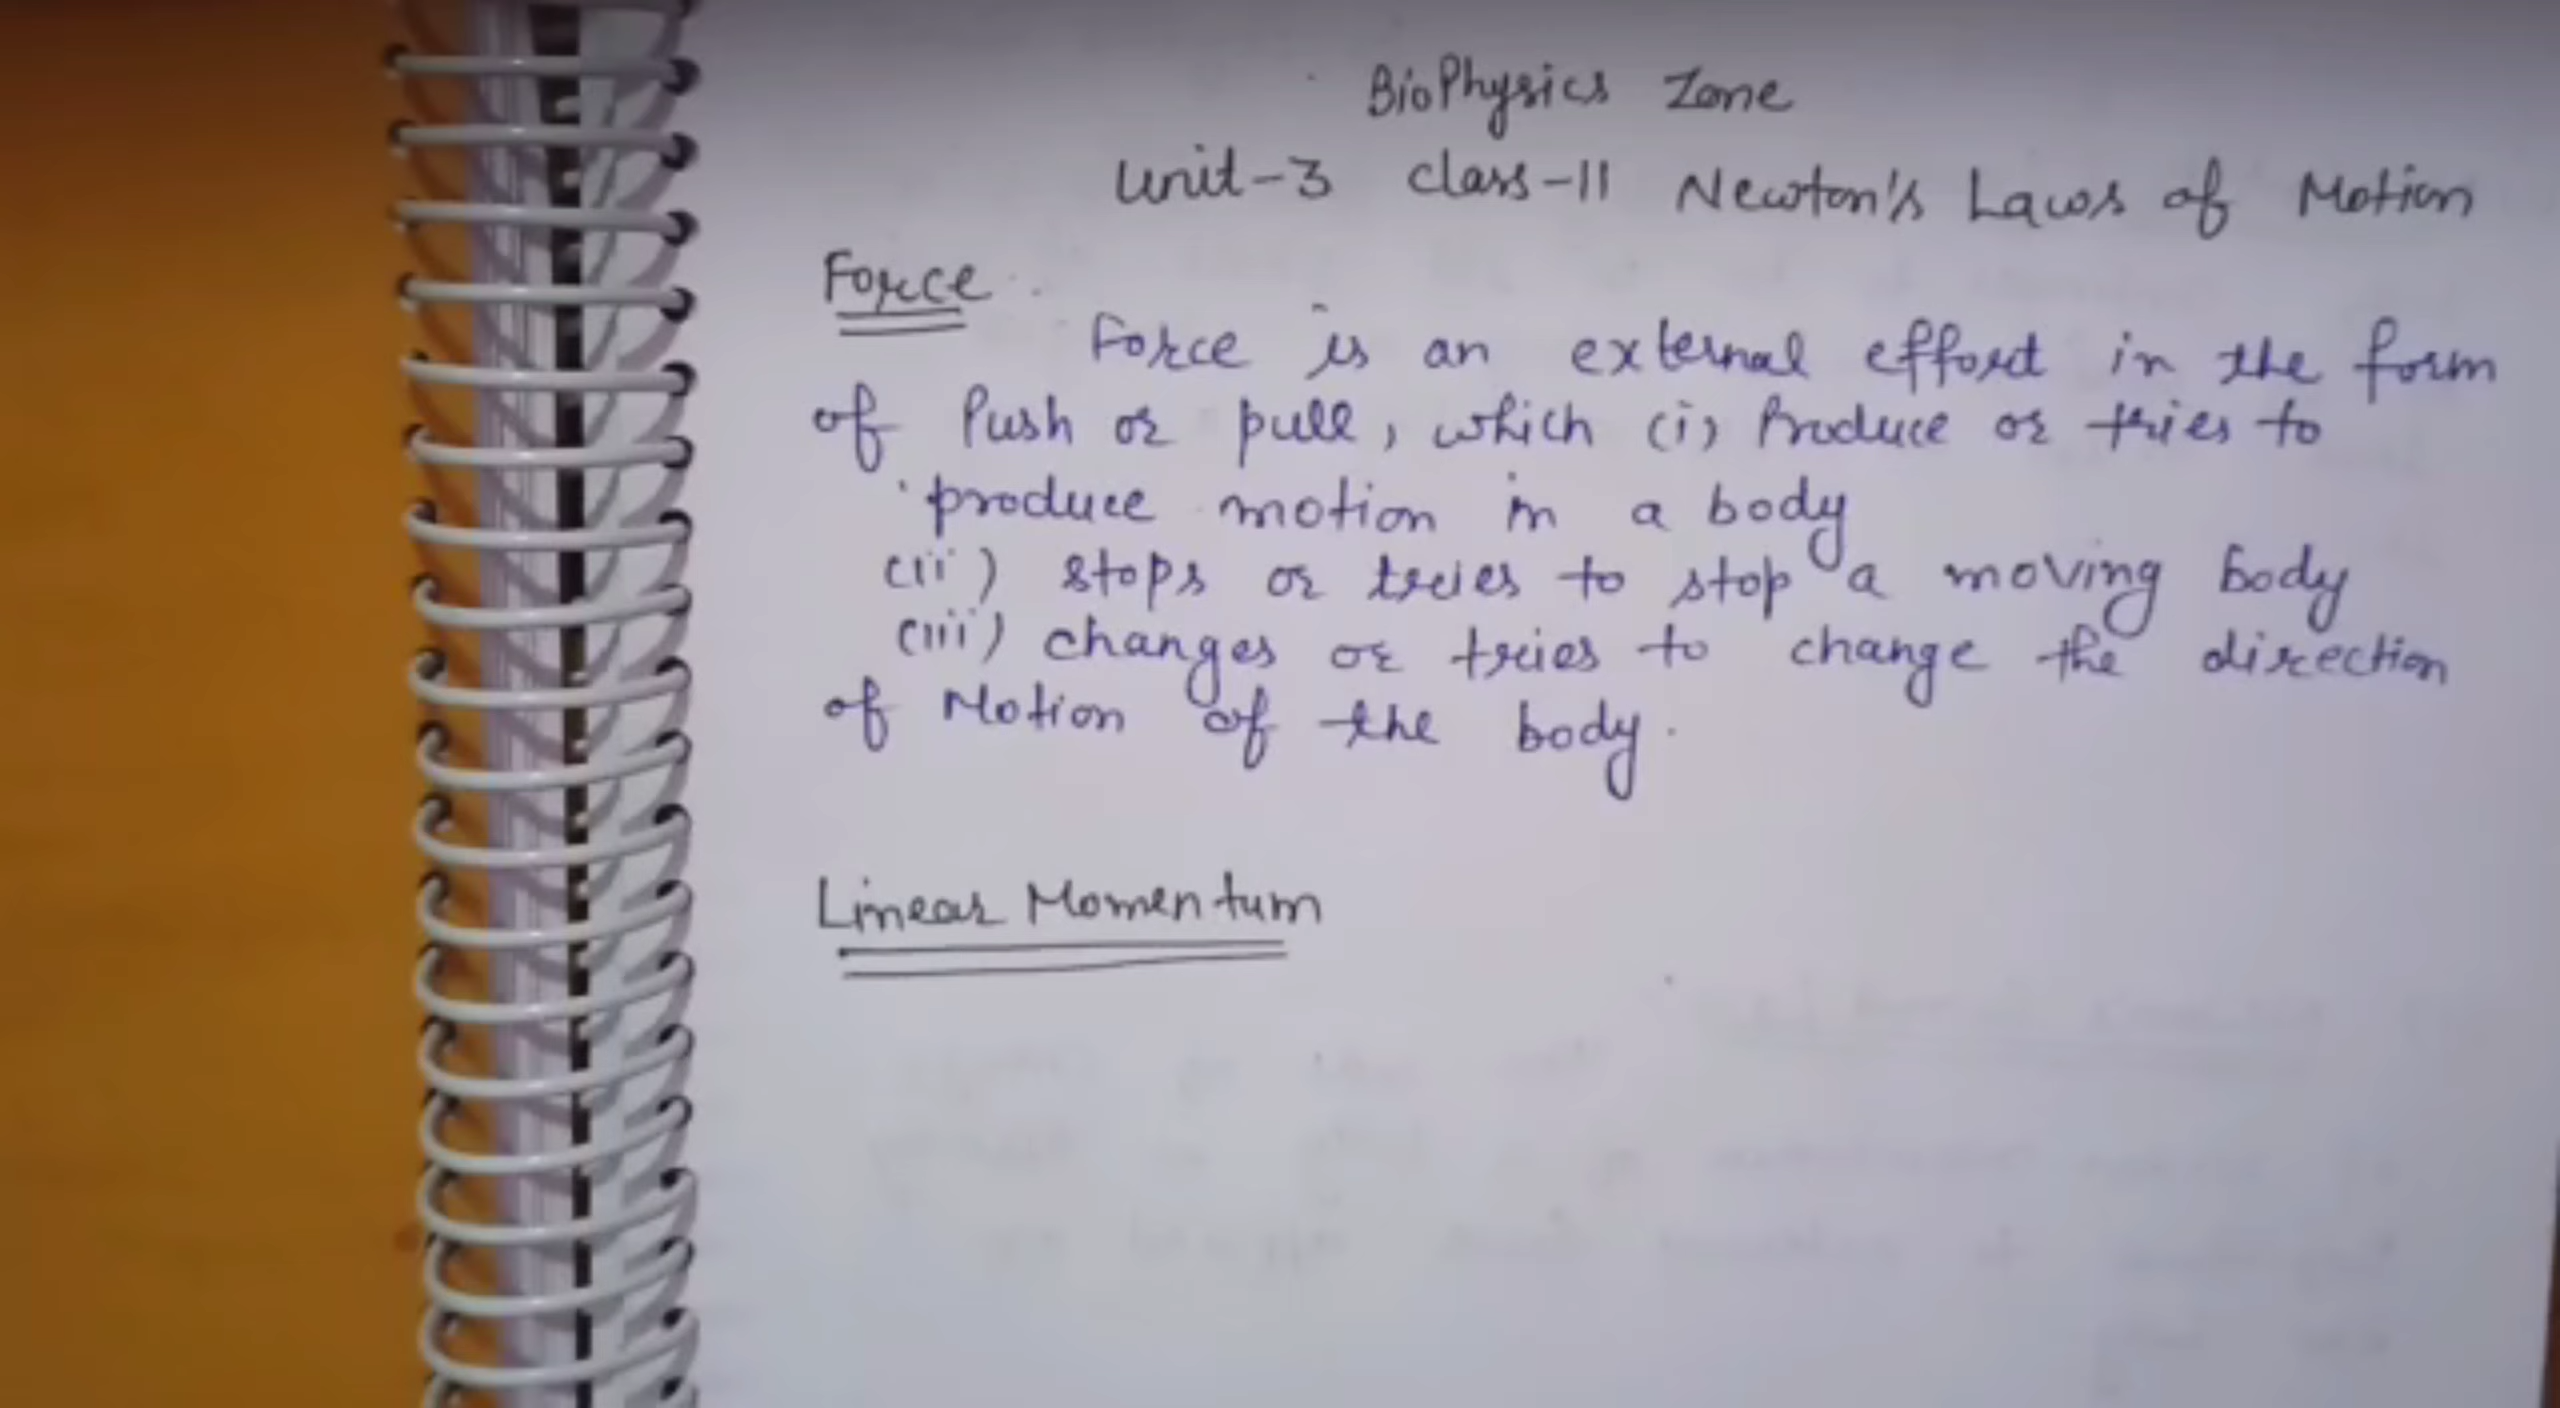 BioPhysics Zone
Unit-3 class-11 Newton's Laws of Motion
Force
Force is an external effort in the form
of Push or pull, which (i) Produce or tries to
produce motion in a body
(ii) stops or tries to stop a moving body
(iii) changes or tries to change the direction
of Motion of the body.
Linear Momentum